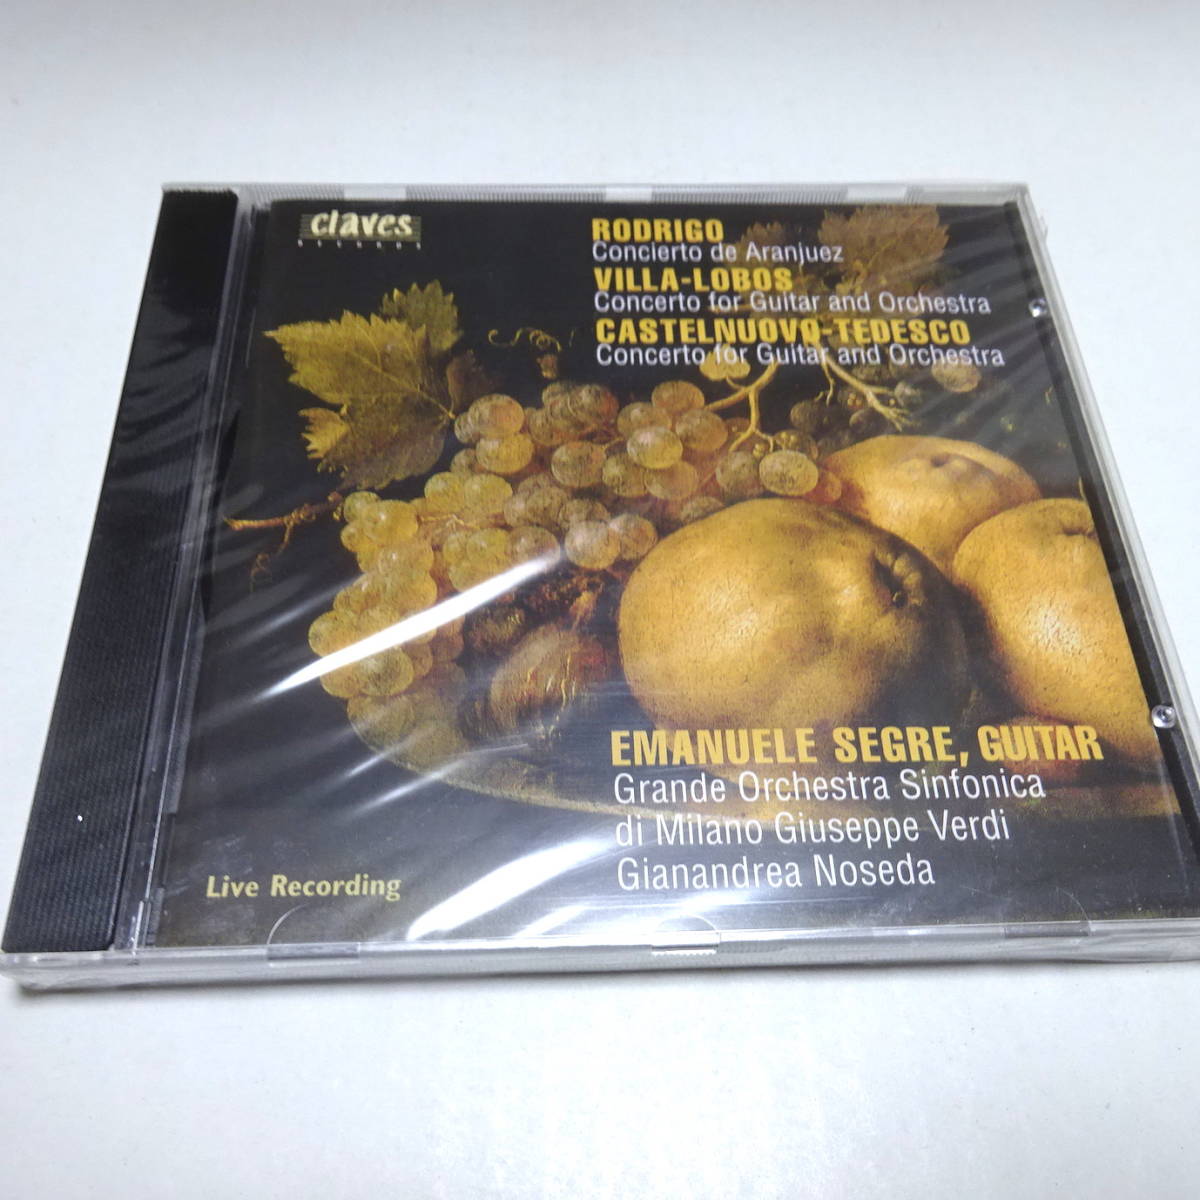 claves
RECORDS
RODRIGO
Concierto de Aranjuez
VILLA-LOBOS
Concerto for Guitar and Orchestra
CASTELNUOVO-TEDESCO
Concerto for Guitar and Orchestra
EMANUELE SEGRE, GUITAR
Grande Orchestra Sinfonica
di Milano Giuseppe Verdi
Gianandrea Noseda
Live Recording